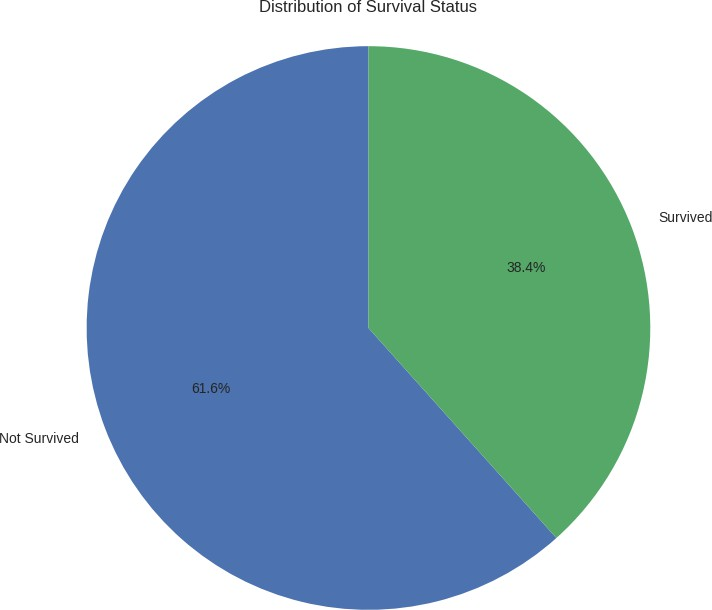 Distribution of Survival Status
Survived
38.4%
61.6%
Not Survived